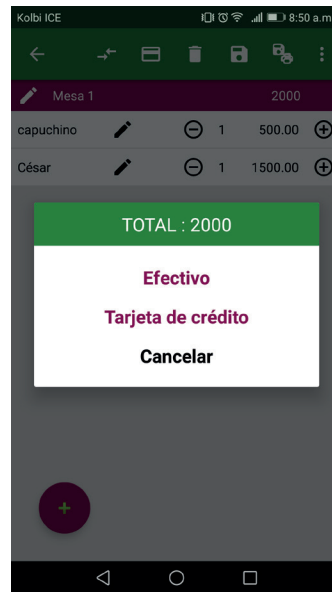 Kolbi ICE 8:50 a.m
Mesa 1 2000
capuchino 1 500.00
César 1 1500.00
TOTAL : 2000
Efectivo
Tarjeta de crédito
Cancelar